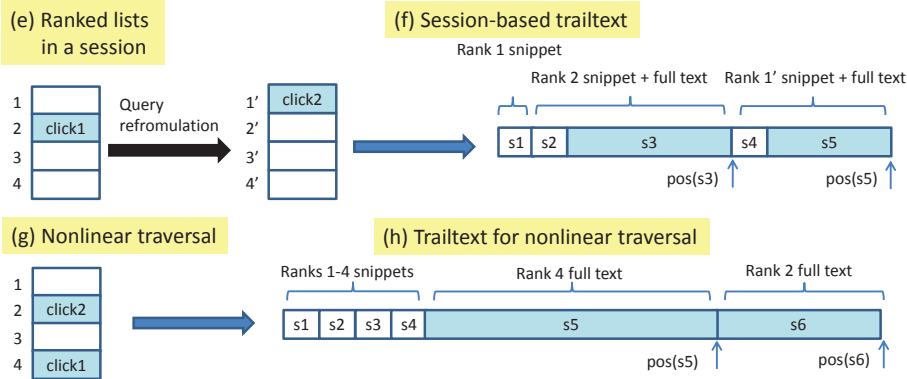 (e) Ranked lists
in a session
(f) Session-based trailtext
Rank 1 snippet
Rank 2 snippet + full text
Rank 1' snippet + full text
1
2
3
4
click1
Query
refromulation
1'
2'
3'
4'
click2
s1
s2
s3
s4
s5
pos(s3)
pos(s5)
(g) Nonlinear traversal
(h) Trailtext for nonlinear traversal
1
2
3
4
click2
click1
Ranks 1-4 snippets
Rank 4 full text
Rank 2 full text
s1
s2
s3
s4
s5
s6
pos(s5)
pos(s6)